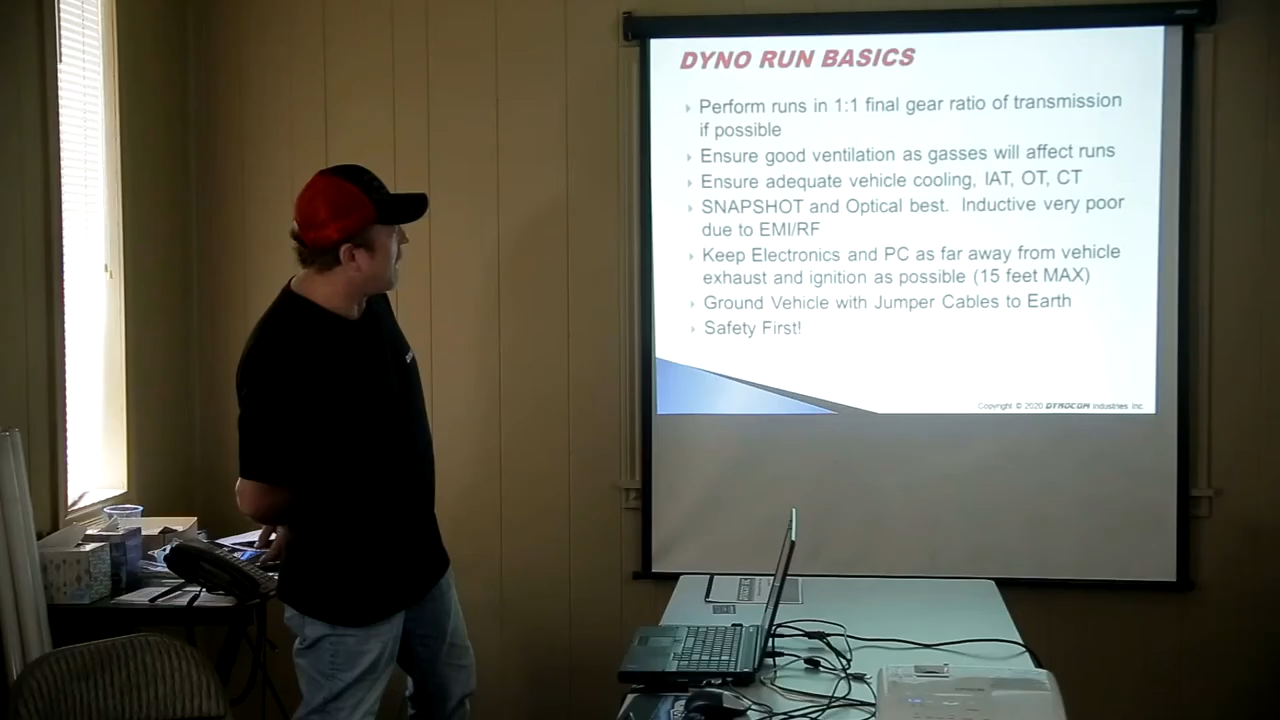 DYNO RUN BASICS
Perform runs in 1:1 final gear ratio of transmission
if possible
Ensure good ventilation as gasses will affect runs
Ensure adequate vehicle cooling, IAT, OT, CT
SNAPSHOT and Optical best. Inductive very poor
due to EMI/RF
Keep Electronics and PC as far away from vehicle
exhaust and ignition as possible (15 feet MAX)
Ground Vehicle with Jumper Cables to Earth
Safety First!
Copyright © 2020 DYNOCOM Industries Inc.